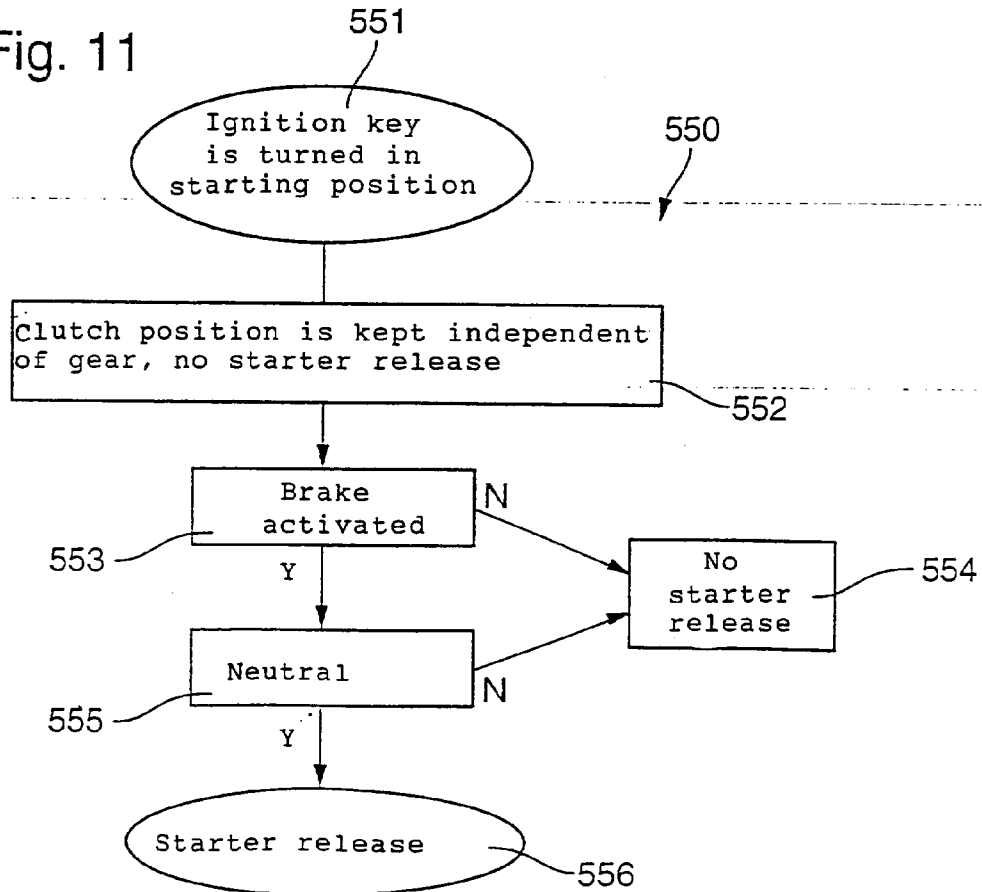 Fig. 11
551
Ignition key
is turned in
starting position
550
Clutch position is kept independent
of gear, no starter release
552
Brake
activated
N
553
Y
No
starter
release
554
Neutral
N
555
Y
Starter release
556